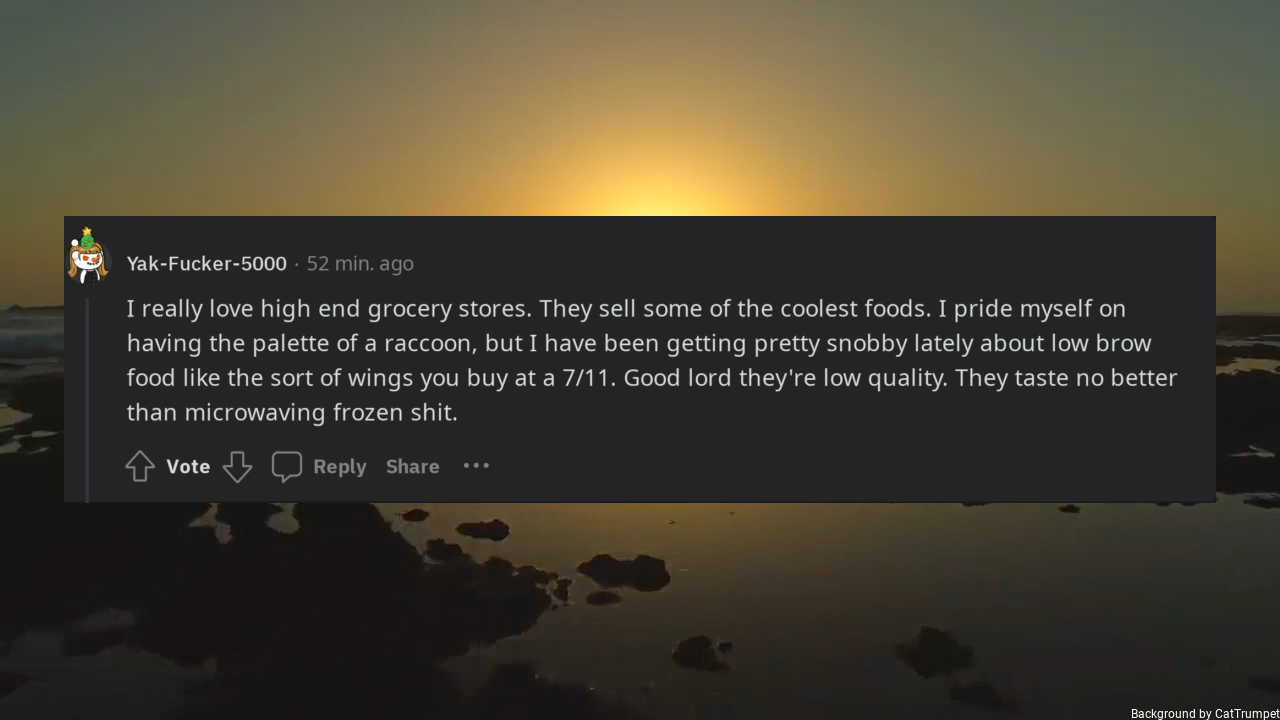 Yak-Fucker-5000 · 52 min. ago
I really love high end grocery stores. They sell some of the coolest foods. I pride myself on
having the palette of a raccoon, but I have been getting pretty snobby lately about low brow
food like the sort of wings you buy at a 7/11. Good lord they're low quality. They taste no better
than microwaving frozen shit.
Vote Reply Share ···
Background by CatTrumpet